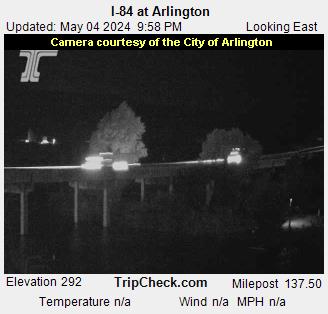 I-84 at Arlington
Updated: May 04 2024 9:58 PM Looking East
Camera courtesy of the City of Arlington
Elevation 292 TripCheck.com Milepost 137.50
Temperature n/a Wind n/a MPH n/a